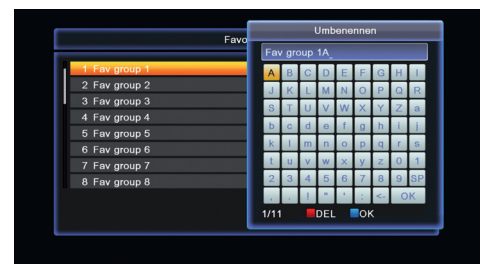 Favo
1 Fav group 1
2 Fav group 2
3 Fav group 3
4 Fav group 4
5 Fav group 5
6 Fav group 6
7 Fav group 7
8 Fav group 8
Umbenennen
Fav group 1A_
A B C D E F G H I
J K L M N O P Q R
S T U V W X Y Z a
b c d e f g h i j
k l m n o p q r s
t u v w x y z 0 1
2 3 4 5 6 7 8 9 SP
, . ! " ' : <- OK
1/11 DEL OK